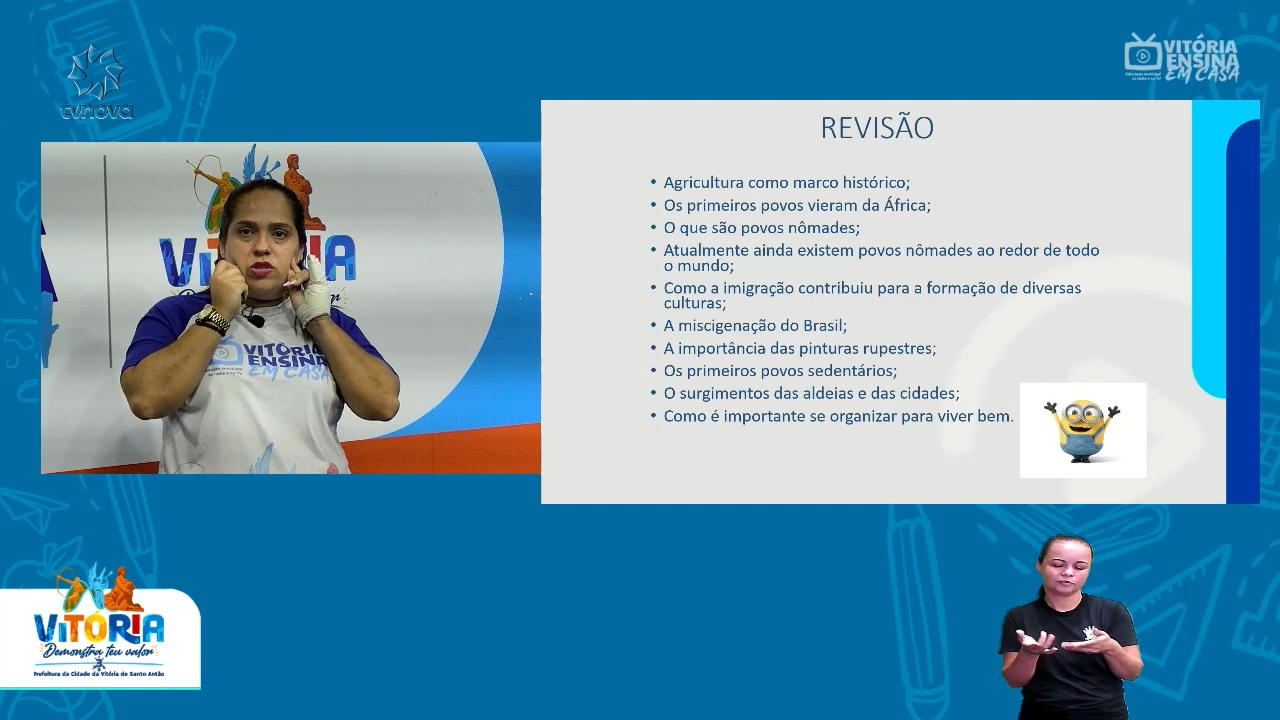 tvnova
VITÓRIA
ENSINA
EM CASA
REVISÃO
• Agricultura como marco histórico;
• Os primeiros povos vieram da África;
• O que são povos nômades;
• Atualmente ainda existem povos nômades ao redor de todo
o mundo;
• Como a imigração contribuiu para a formação de diversas
culturas;
• A miscigenação do Brasil;
• A importância das pinturas rupestres;
• Os primeiros povos sedentários;
• O surgimentos das aldeias e das cidades;
• Como é importante se organizar para viver bem.
VITÓRIA
ENSINA
EM CASA
VITÓRIA
Demonstra teu valor
Prefeitura da Cidade da Vitória de Santo Antão